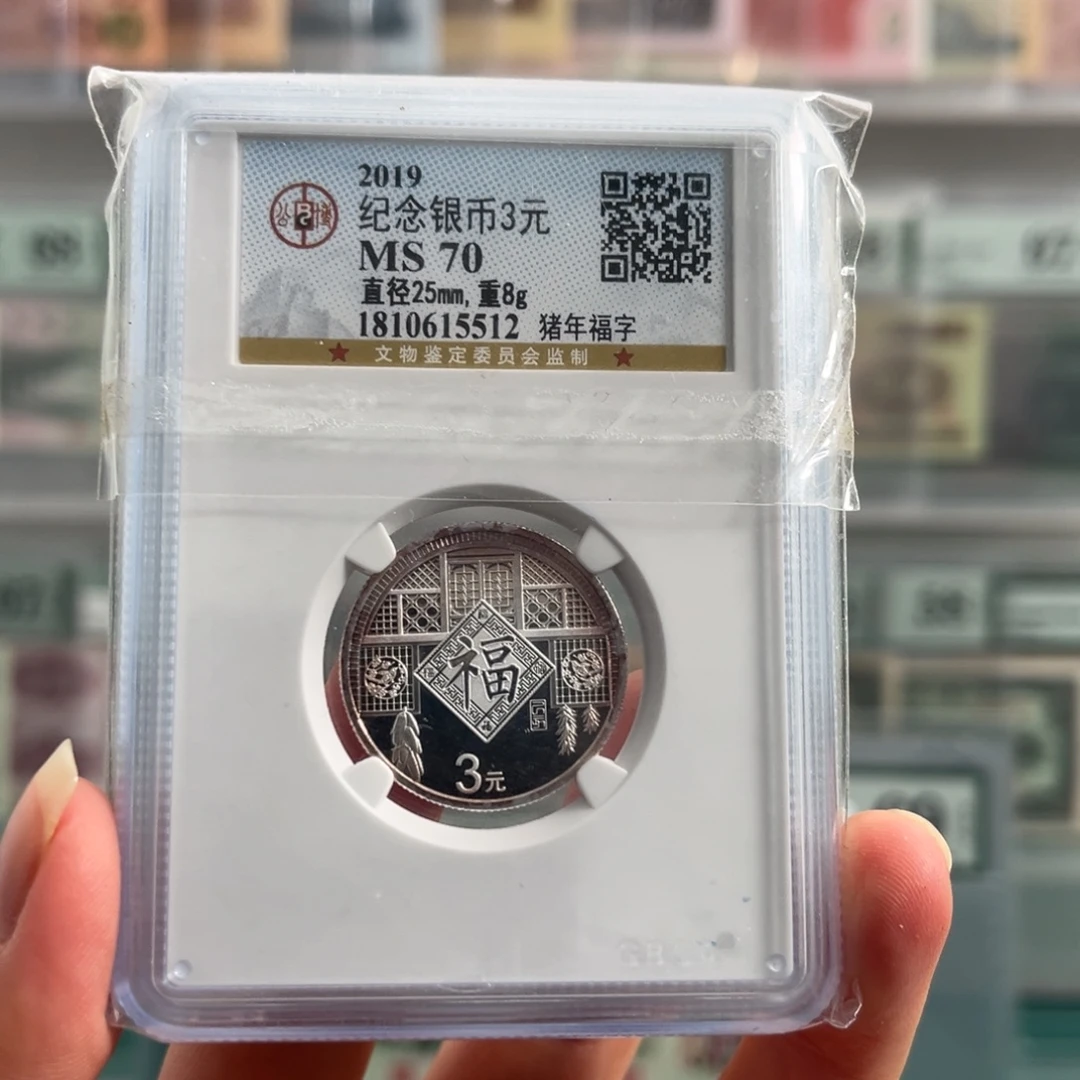 2019
纪念银币3元
MS 70
直径25mm, 重8g
1810615512 猪年福字
★ 文物鉴定委员会监制 ★
福
3元